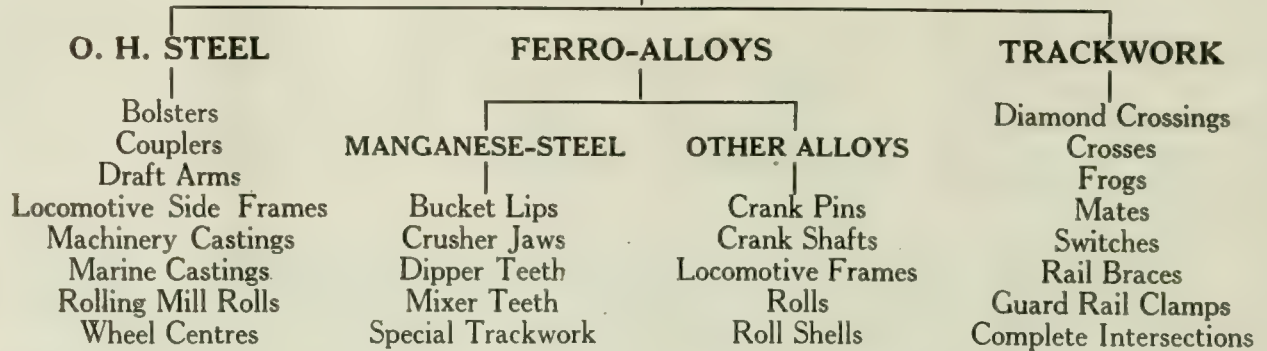 O. H. STEEL
Bolsters
Couplers
Draft Arms
Locomotive Side Frames
Machinery Castings
Marine Castings
Rolling Mill Rolls
Wheel Centres
FERRO-ALLOYS
MANGANESE-STEEL
Bucket Lips
Crusher Jaws
Dipper Teeth
Mixer Teeth
Special Trackwork
OTHER ALLOYS
Crank Pins
Crank Shafts
Locomotive Frames
Rolls
Roll Shells
TRACKWORK
Diamond Crossings
Crosses
Frogs
Mates
Switches
Rail Braces
Guard Rail Clamps
Complete Intersections